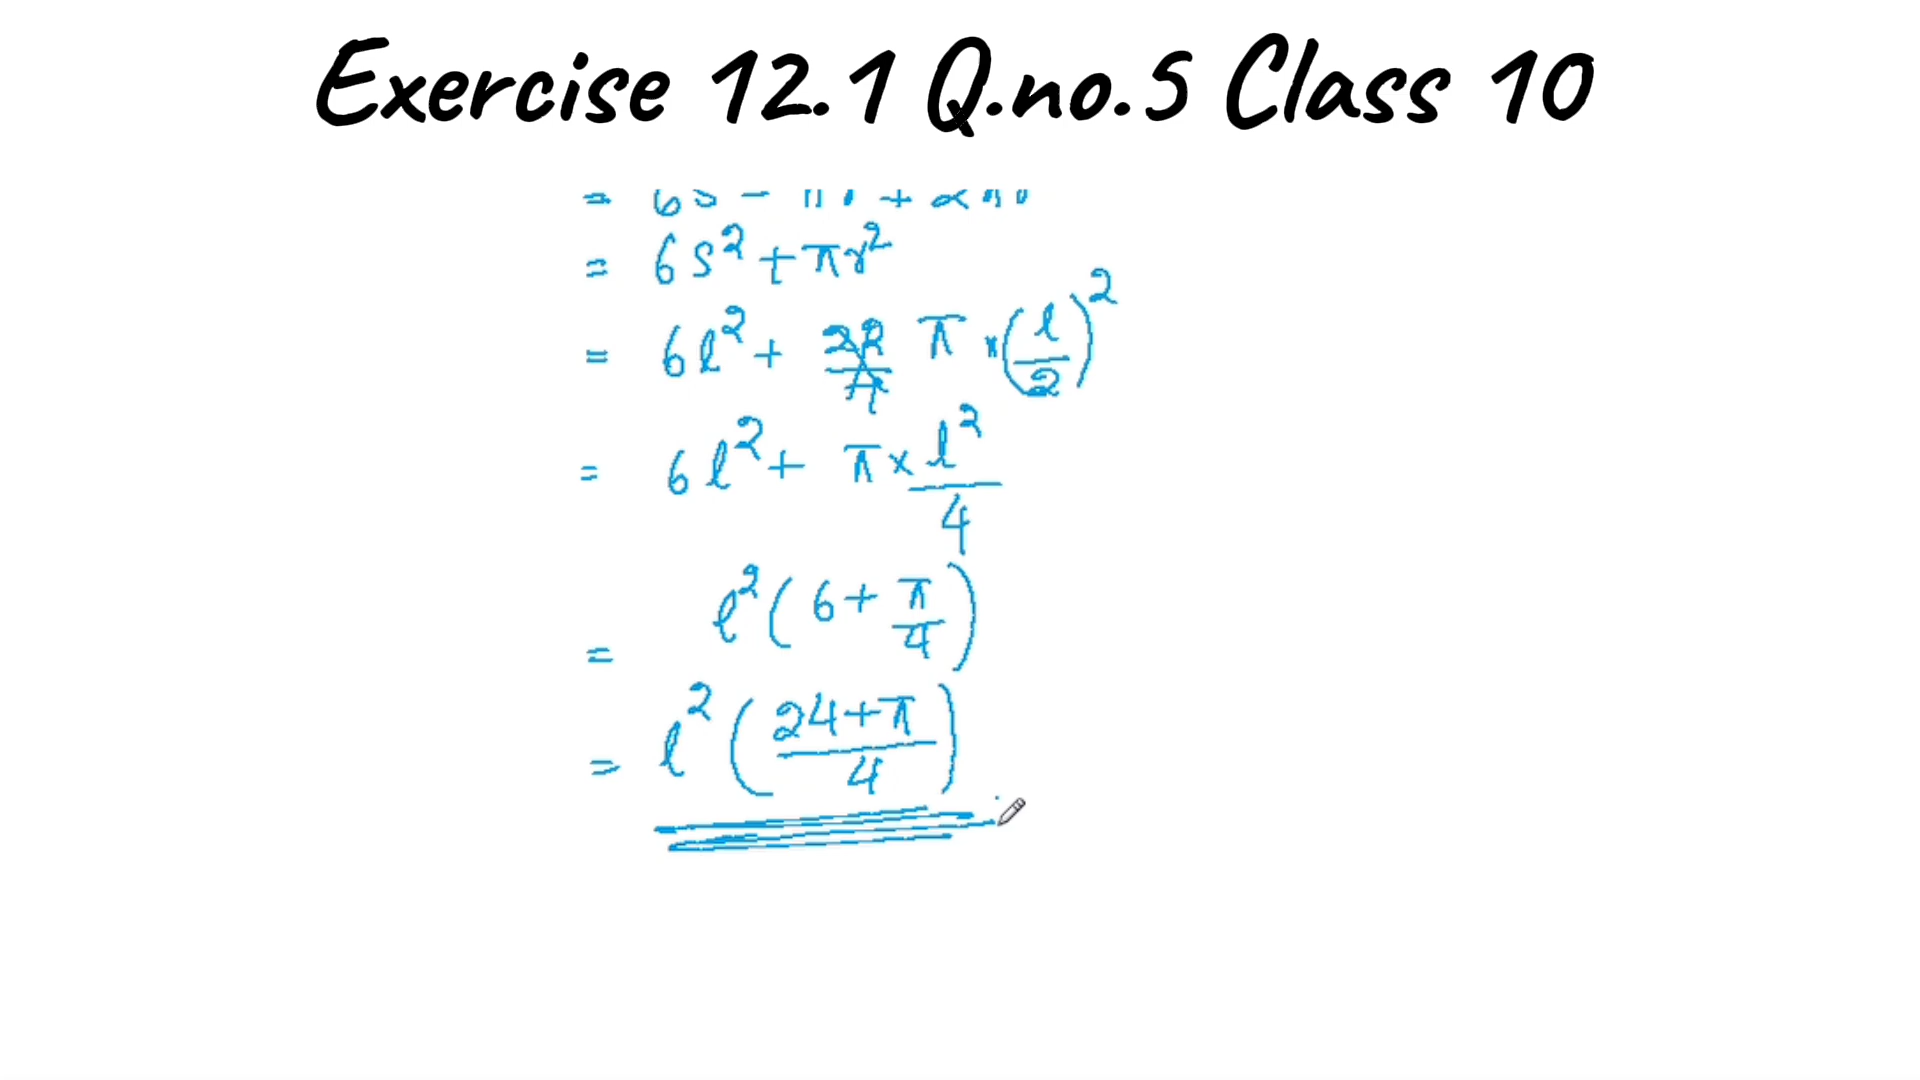 Exercise 12.1 Q.no.5 Class 10
= 6s² + πr²
= 6l² + π × (l/2)²
= 6l² + π × l²/4
= l² (6 + π/4)
= l² ((24+π)/4)